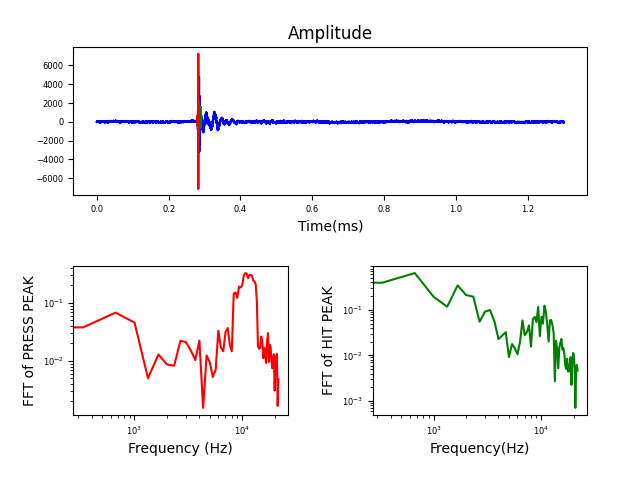 Amplitude
6000
4000
2000
0
−2000
−4000
−6000
0.0 0.2 0.4 0.6 0.8 1.0 1.2
Time(ms)
FFT of PRESS PEAK
10⁻¹
10⁻²
10³ 10⁴
Frequency (Hz)
FFT of HIT PEAK
10⁻¹
10⁻²
10⁻³
10³ 10⁴
Frequency(Hz)